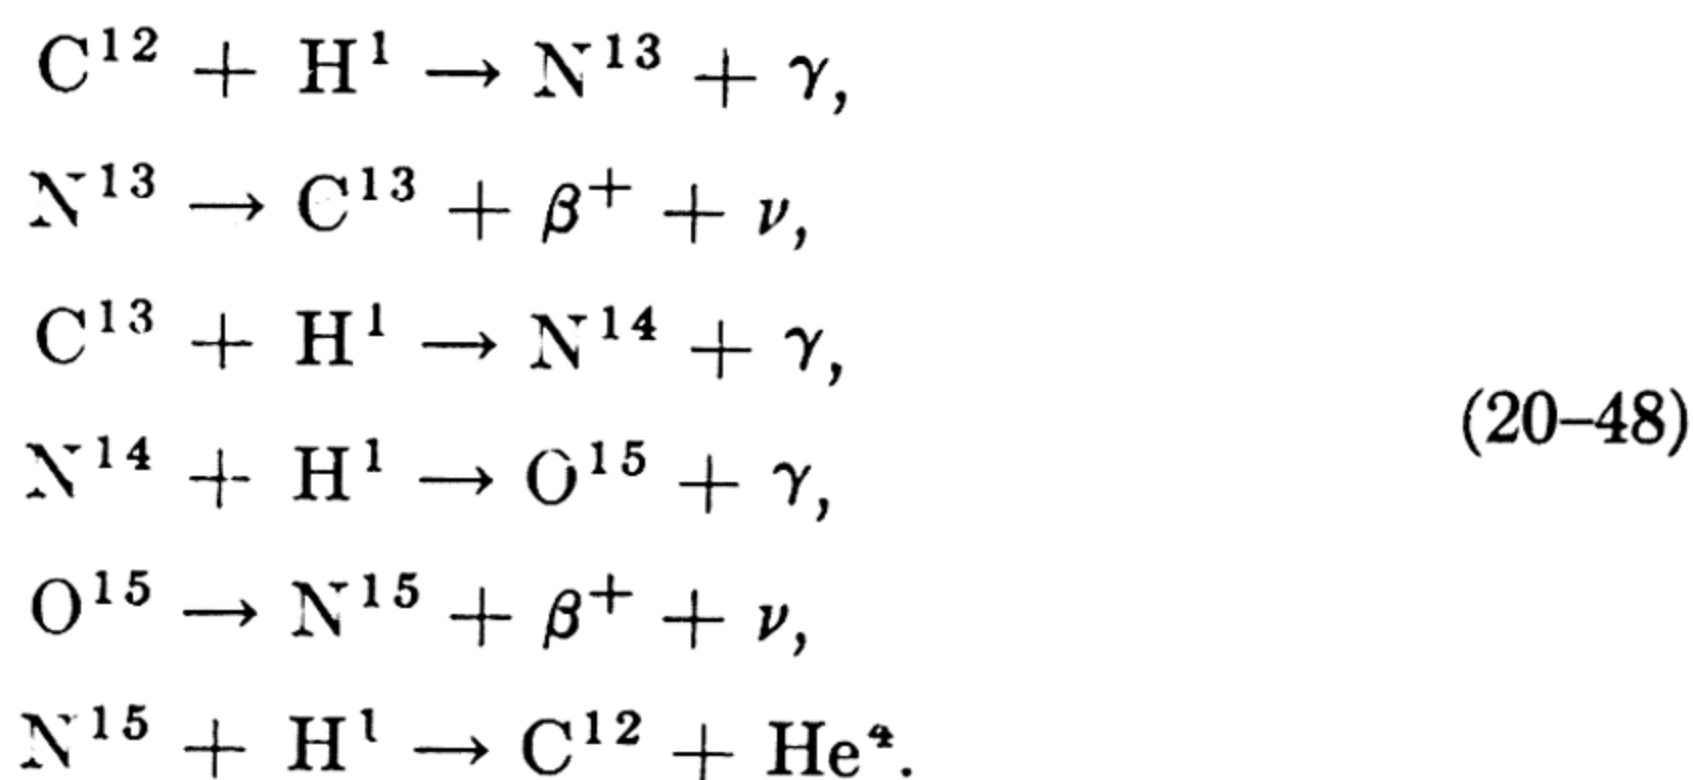 C¹² + H¹ → N¹³ + γ,
N¹³ → C¹³ + β⁺ + ν,
C¹³ + H¹ → N¹⁴ + γ,
(20–48)
N¹⁴ + H¹ → O¹⁵ + γ,
O¹⁵ → N¹⁵ + β⁺ + ν,
N¹⁵ + H¹ → C¹² + He⁴.